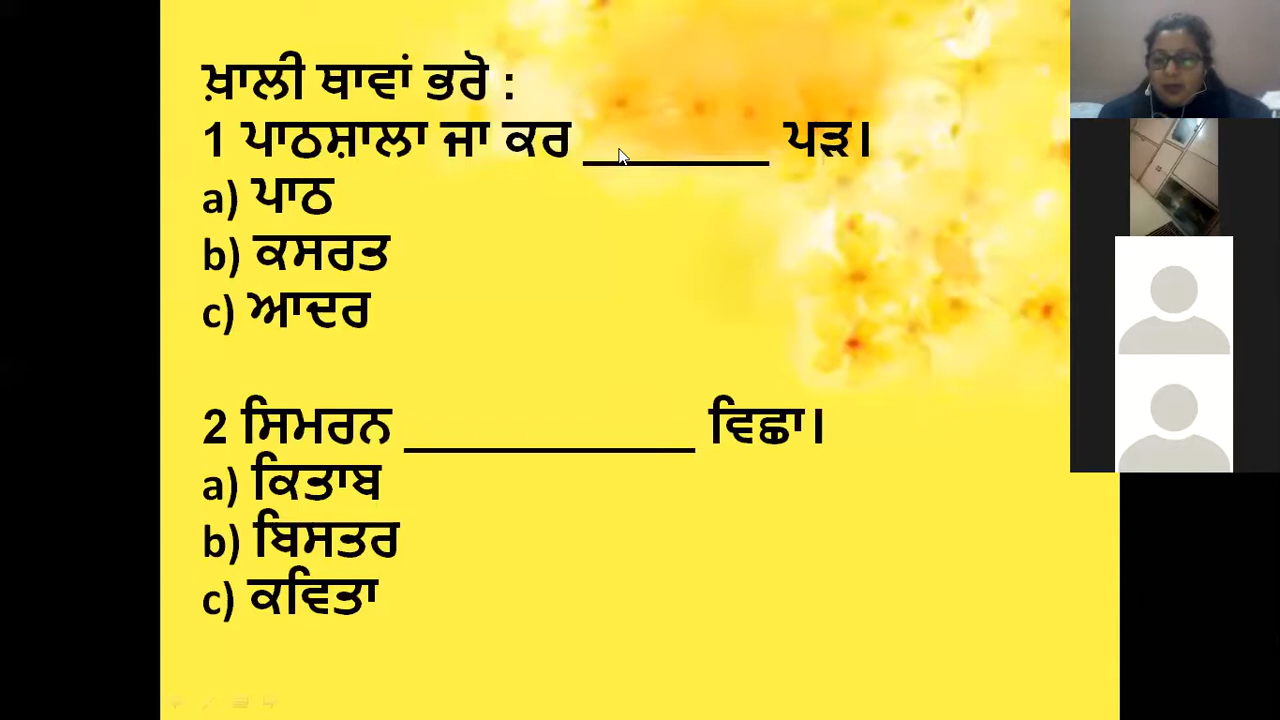 ਖ਼ਾਲੀ ਥਾਵਾਂ ਭਰੋ :
1 ਪਾਠਸ਼ਾਲਾ ਜਾ ਕਰ ________ ਪੜ।
a) ਪਾਠ
b) ਕਸਰਤ
c) ਆਦਰ
2 ਸਿਮਰਨ ____________ ਵਿਛਾ।
a) ਕਿਤਾਬ
b) ਬਿਸਤਰ
c) ਕਵਿਤਾ